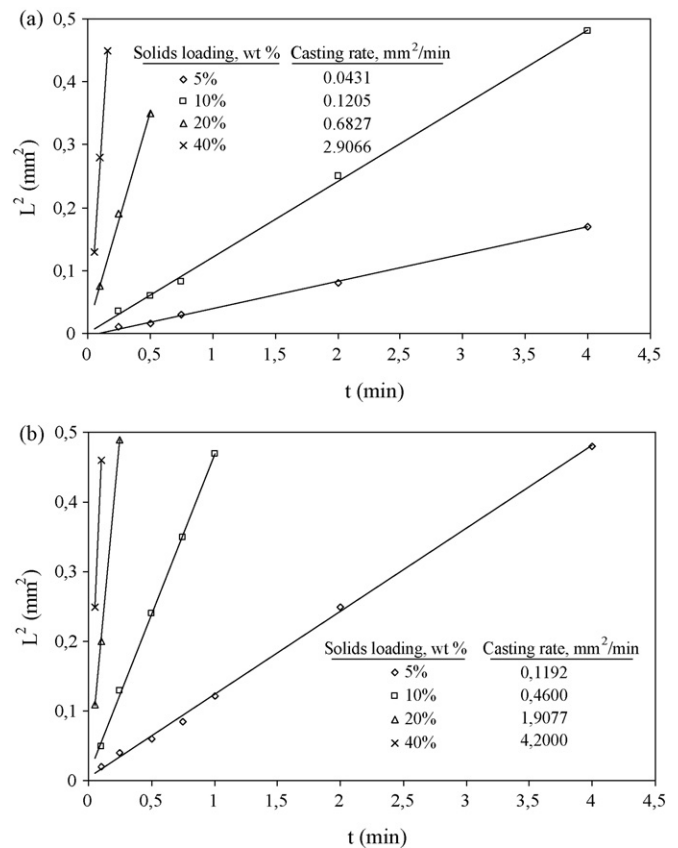 (a)
0,5
0,4
0,3
0,2
0,1
0
L² (mm²)
Solids loading, wt % Casting rate, mm²/min
5% 0.0431
10% 0.1205
20% 0.6827
40% 2.9066
0 0,5 1 1,5 2 2,5 3 3,5 4 4,5
t (min)
(b)
0,5
0,4
0,3
0,2
0,1
0
L² (mm²)
Solids loading, wt % Casting rate, mm²/min
5% 0,1192
10% 0,4600
20% 1,9077
40% 4,2000
0 0,5 1 1,5 2 2,5 3 3,5 4 4,5
t (min)